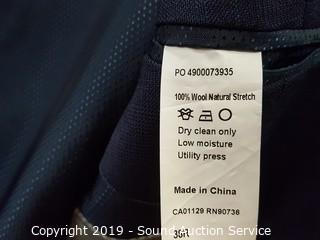 PO 4900073935
100% Wool Natural Stretch
Dry clean only
Low moisture
Utility press
Made in China
CA01129 RN90736
Copyright 2019 - Sound Auction Service